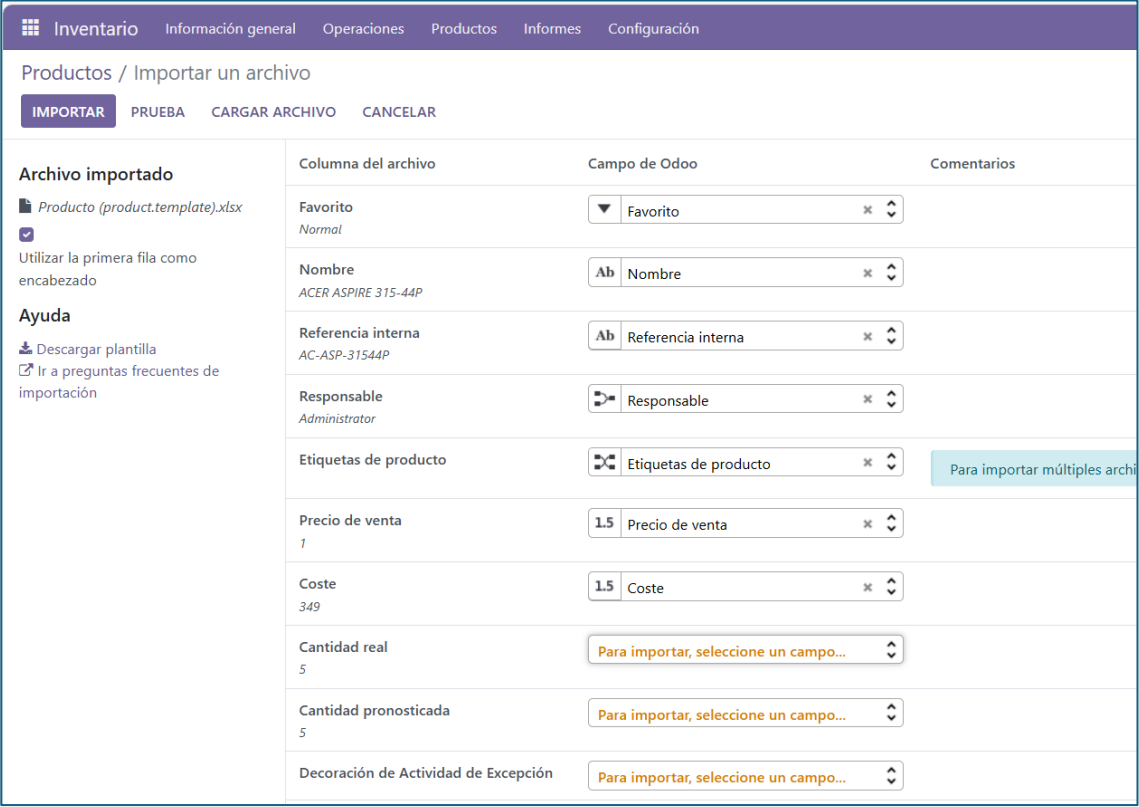 Inventario Información general Operaciones Productos Informes Configuración
Productos / Importar un archivo
IMPORTAR PRUEBA CARGAR ARCHIVO CANCELAR
Archivo importado
Producto (product.template).xlsx
Utilizar la primera fila como
encabezado
Ayuda
Descargar plantilla
Ir a preguntas frecuentes de
importación
Columna del archivo Campo de Odoo Comentarios
Favorito
Normal
Favorito
Nombre
ACER ASPIRE 315-44P
Ab Nombre
Referencia interna
AC-ASP-31544P
Ab Referencia interna
Responsable
Administrator
Responsable
Etiquetas de producto
Etiquetas de producto
Para importar múltiples archi
Precio de venta
1
1.5 Precio de venta
Coste
349
1.5 Coste
Cantidad real
5
Para importar, seleccione un campo...
Cantidad pronosticada
5
Para importar, seleccione un campo...
Decoración de Actividad de Excepción
Para importar, seleccione un campo...